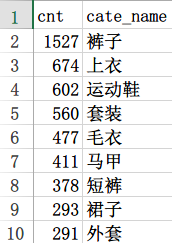 1 cnt cate_name
2 1527 裤子
3 674 上衣
4 602 运动鞋
5 560 套装
6 477 毛衣
7 411 马甲
8 378 短裤
9 293 裙子
10 291 外套